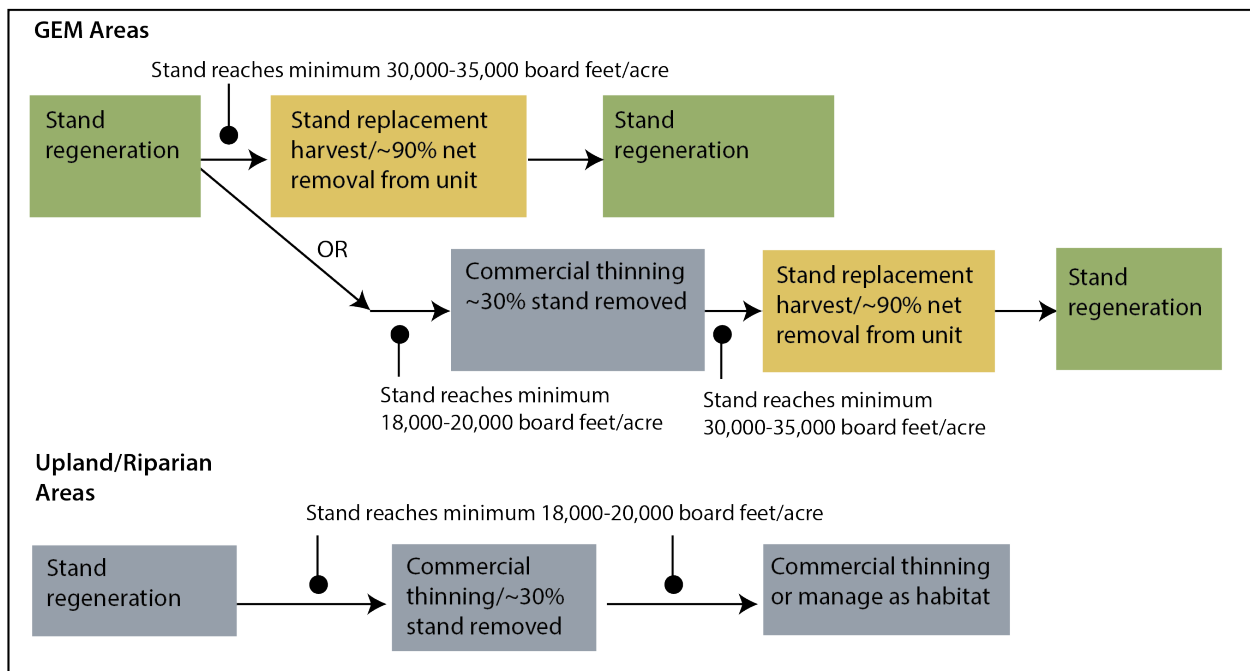 GEM Areas
Stand reaches minimum 30,000-35,000 board feet/acre
Stand
regeneration
Stand replacement
harvest/~90% net
removal from unit
Stand
regeneration
OR
Commercial thinning
~30% stand removed
Stand replacement
harvest/~90% net
removal from unit
Stand
regeneration
Stand reaches minimum
18,000-20,000 board feet/acre
Stand reaches minimum
30,000-35,000 board feet/acre
Upland/Riparian
Areas
Stand reaches minimum 18,000-20,000 board feet/acre
Stand
regeneration
Commercial
thinning/~30%
stand removed
Commercial thinning
or manage as habitat